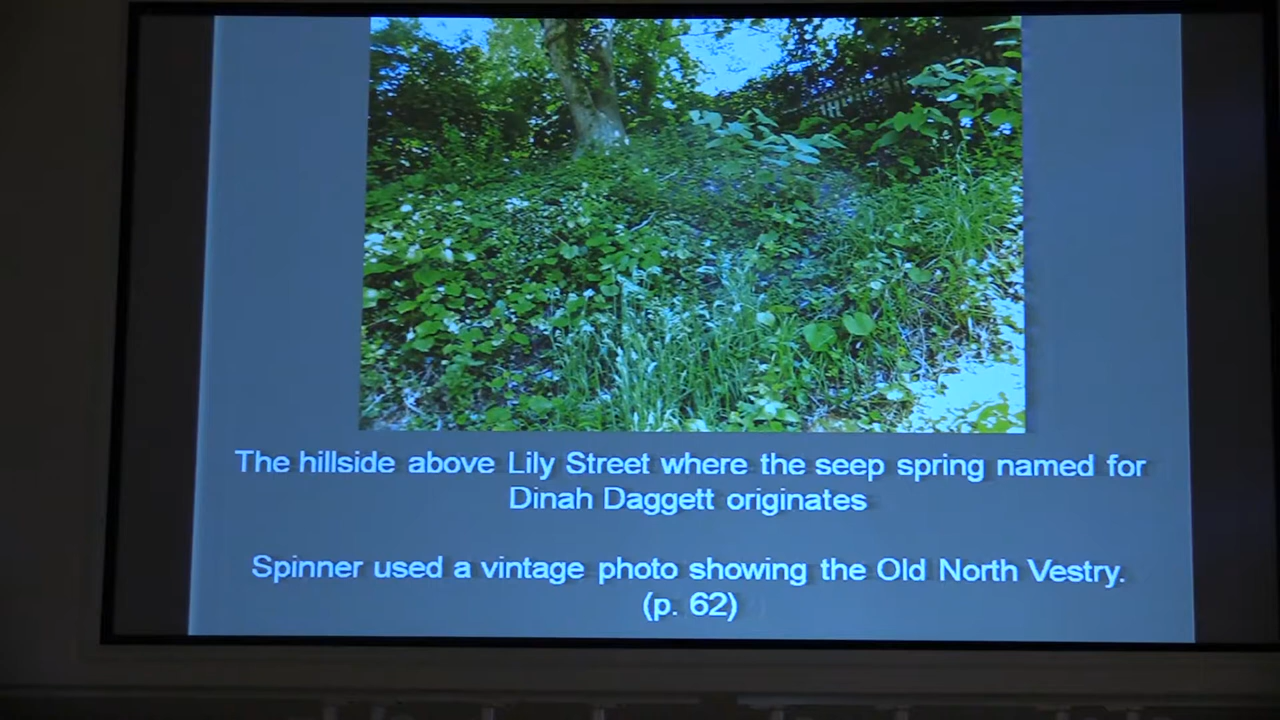 The hillside above Lily Street where the seep spring named for
Dinah Daggett originates
Spinner used a vintage photo showing the Old North Vestry.
(p. 62)